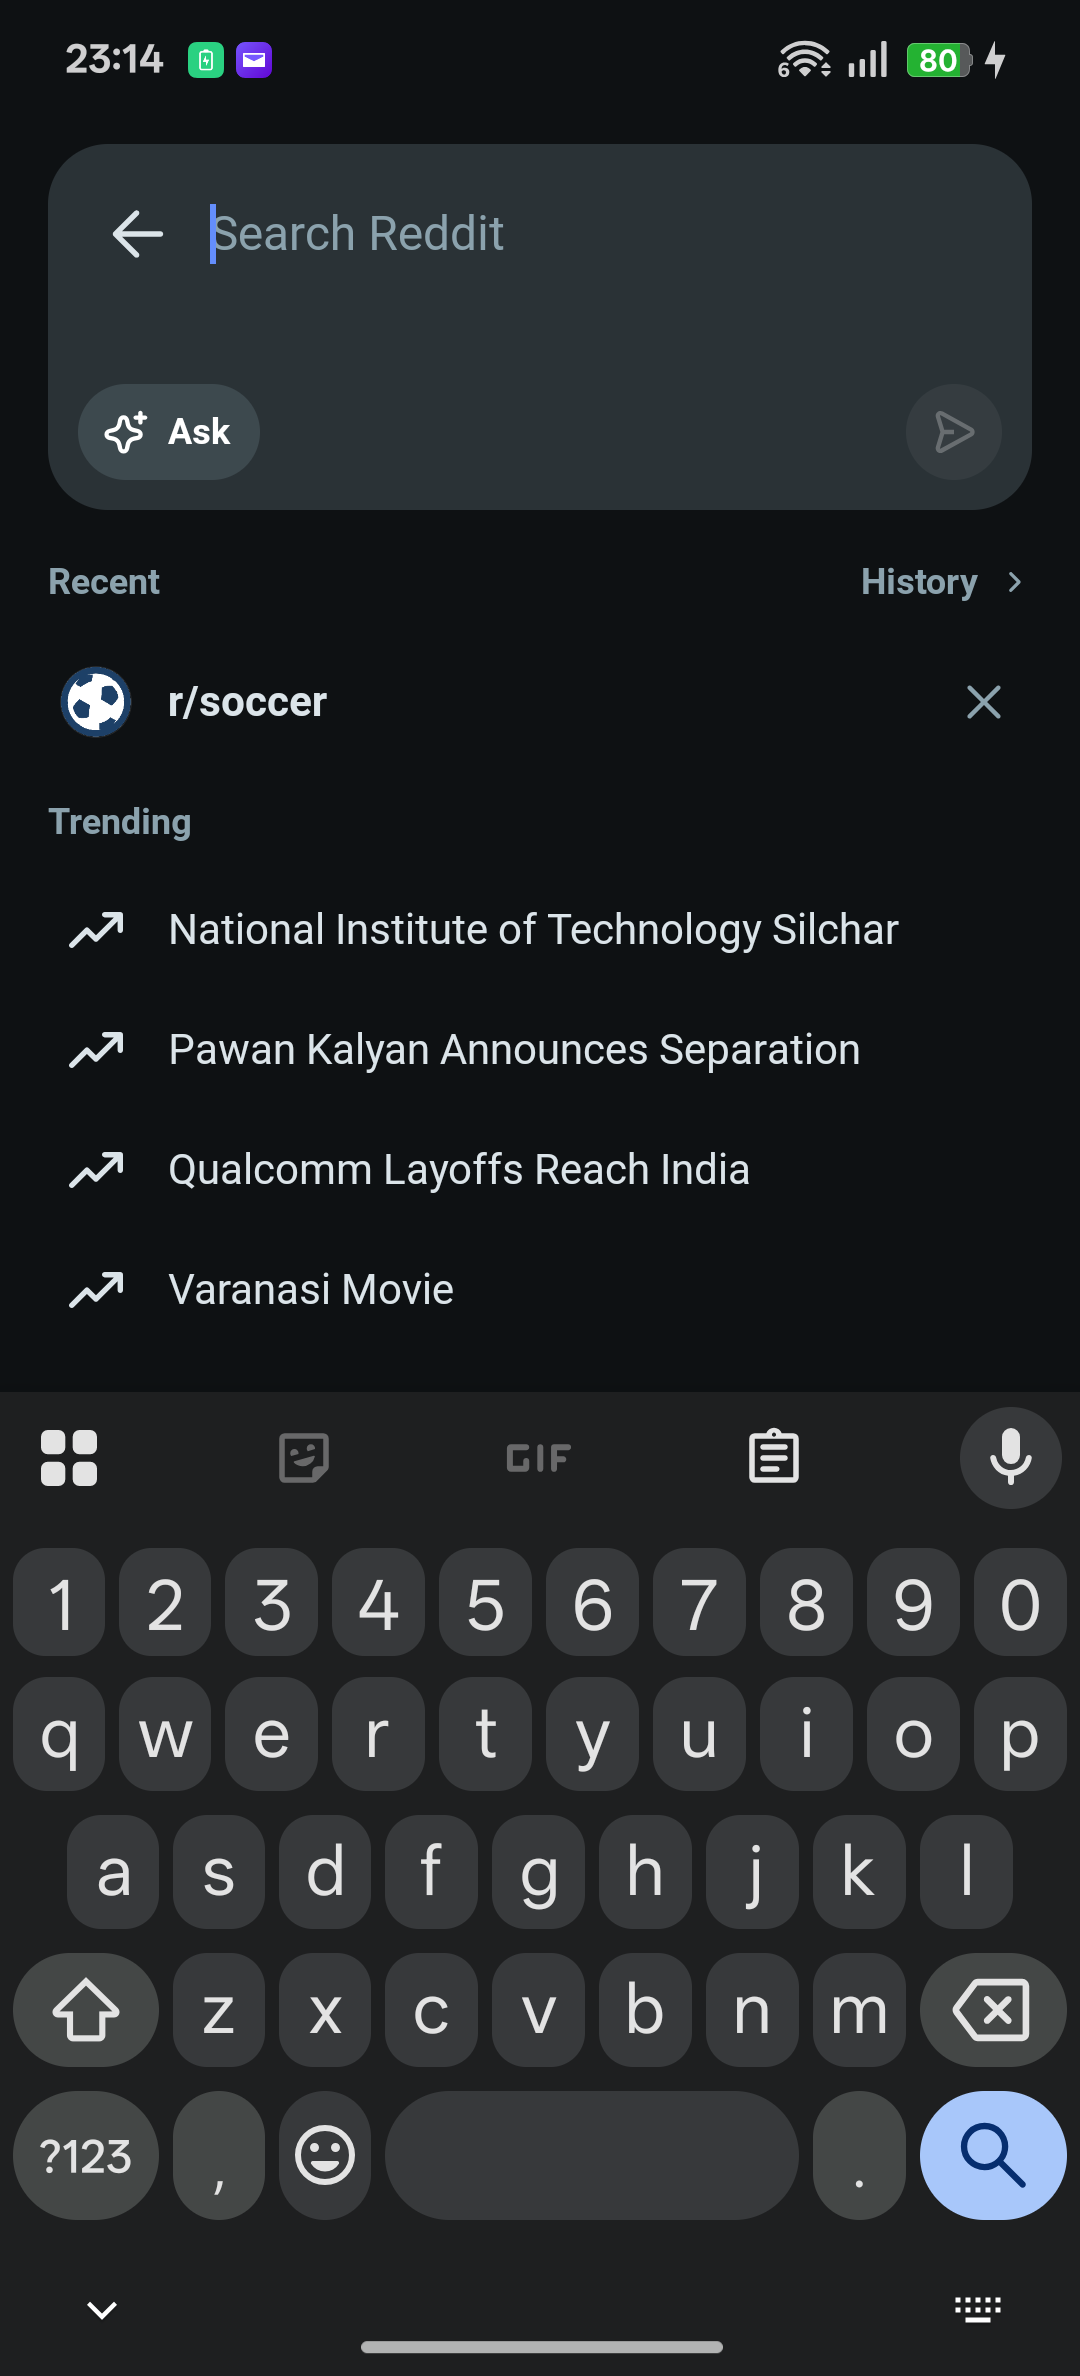 23:14
6
80
Search Reddit
Ask
Recent
History
r/soccer
Trending
National Institute of Technology Silchar
Pawan Kalyan Announces Separation
Qualcomm Layoffs Reach India
Varanasi Movie
GIF
1 2 3 4 5 6 7 8 9 0
q w e r t y u i o p
a s d f g h j k l
z x c v b n m
?123 , .